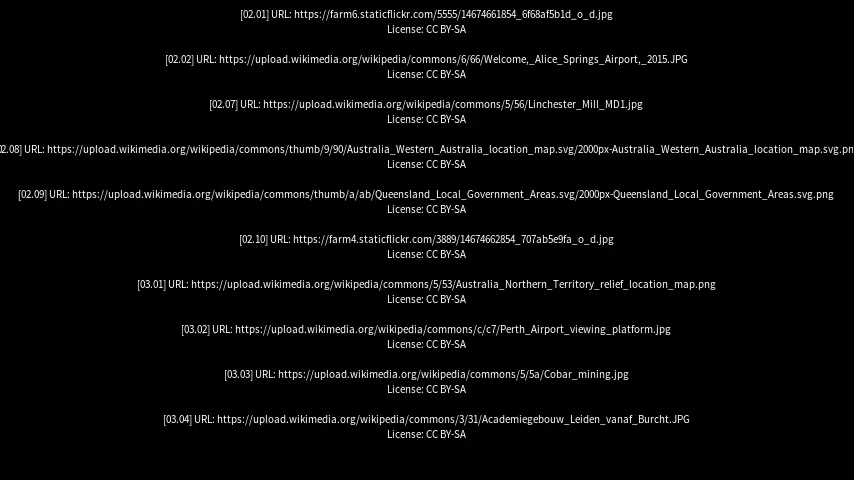 [02.01] URL: https://farm6.staticflickr.com/5555/14674661854_6f68af5b1d_o_d.jpg
License: CC BY-SA
[02.02] URL: https://upload.wikimedia.org/wikipedia/commons/6/66/Welcome,_Alice_Springs_Airport,_2015.JPG
License: CC BY-SA
[02.07] URL: https://upload.wikimedia.org/wikipedia/commons/5/56/Linchester_Mill_MD1.jpg
License: CC BY-SA
02.08] URL: https://upload.wikimedia.org/wikipedia/commons/thumb/9/90/Australia_Western_Australia_location_map.svg/2000px-Australia_Western_Australia_location_map.svg.pn
License: CC BY-SA
[02.09] URL: https://upload.wikimedia.org/wikipedia/commons/thumb/a/ab/Queensland_Local_Government_Areas.svg/2000px-Queensland_Local_Government_Areas.svg.png
License: CC BY-SA
[02.10] URL: https://farm4.staticflickr.com/3889/14674662854_707ab5e9fa_o_d.jpg
License: CC BY-SA
[03.01] URL: https://upload.wikimedia.org/wikipedia/commons/5/53/Australia_Northern_Territory_relief_location_map.png
License: CC BY-SA
[03.02] URL: https://upload.wikimedia.org/wikipedia/commons/c/c7/Perth_Airport_viewing_platform.jpg
License: CC BY-SA
[03.03] URL: https://upload.wikimedia.org/wikipedia/commons/5/5a/Cobar_mining.jpg
License: CC BY-SA
[03.04] URL: https://upload.wikimedia.org/wikipedia/commons/3/31/Academiegebouw_Leiden_vanaf_Burcht.JPG
License: CC BY-SA